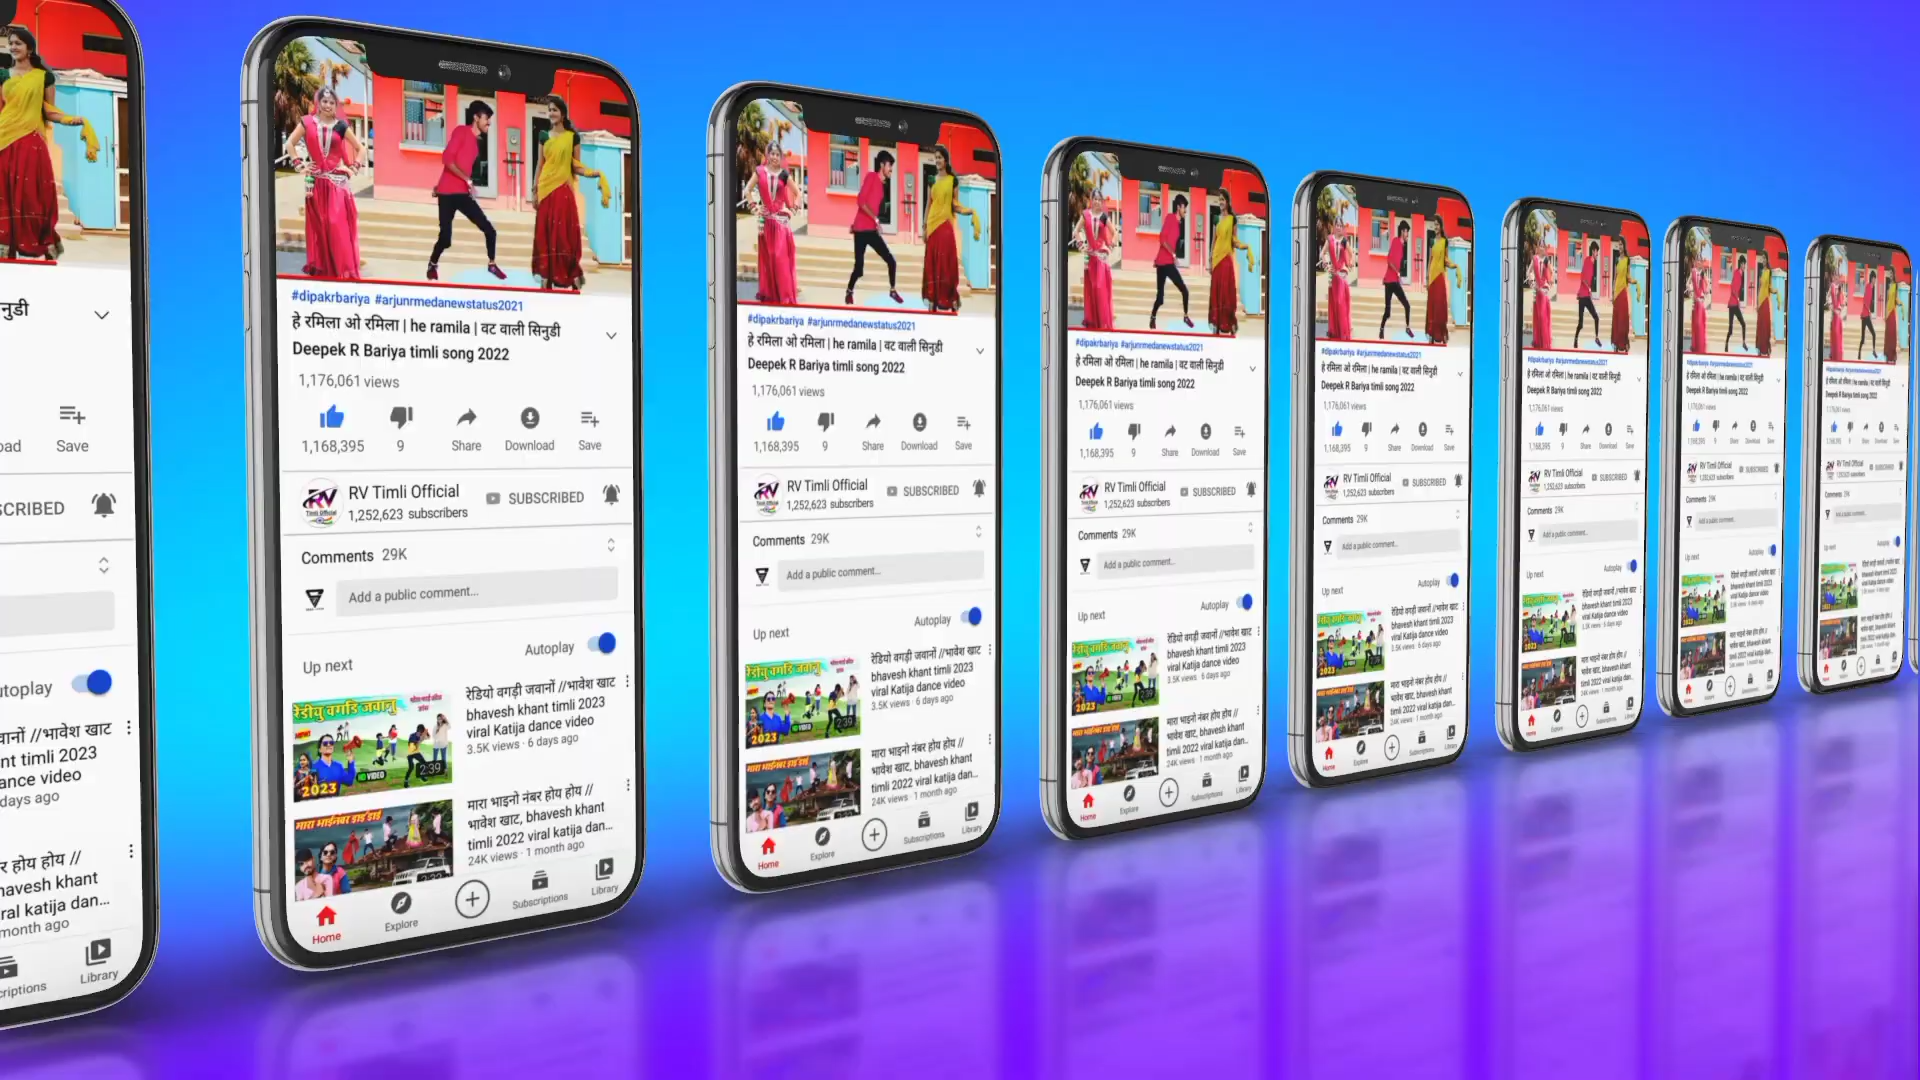 #dipakrbariya #arjunrmedanewstatus2021
हे रमिला ओ रमिला | he ramila | वट वाली सिनुडी
Deepek R Bariya timli song 2022
1,176,061 views
1,168,395
9
Share
Download
Save
RV Timli Official
1,252,623 subscribers
SUBSCRIBED
Comments 29K
Add a public comment...
Up next
Autoplay
रेडियो वगड़ी जवानों //भावेश खाट
bhavesh khant timli 2023
viral Katija dance video
3.5K views · 6 days ago
NEW!
HD VIDEO
2:39
2023
मारा भाइनो नंबर होय होय //
भावेश खाट, bhavesh khant
timli 2022 viral katija dan...
24K views · 1 month ago
Home
Explore
Subscriptions
Library